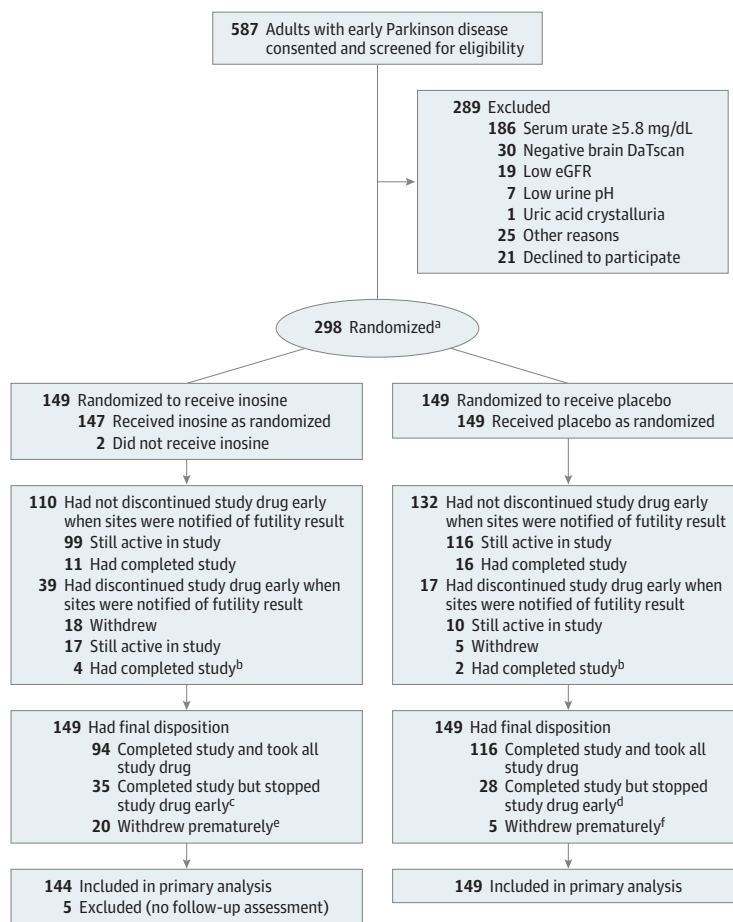 587 Adults with early Parkinson disease
consented and screened for eligibility
289 Excluded
186 Serum urate ≥5.8 mg/dL
30 Negative brain DaTscan
19 Low eGFR
7 Low urine pH
1 Uric acid crystalluria
25 Other reasons
21 Declined to participate
298 Randomizedᵃ
149 Randomized to receive inosine
147 Received inosine as randomized
2 Did not receive inosine
149 Randomized to receive placebo
149 Received placebo as randomized
110 Had not discontinued study drug early
when sites were notified of futility result
99 Still active in study
11 Had completed study
39 Had discontinued study drug early when
sites were notified of futility result
18 Withdrew
17 Still active in study
4 Had completed studyᵇ
132 Had not discontinued study drug early
when sites were notified of futility result
116 Still active in study
16 Had completed study
17 Had discontinued study drug early when
sites were notified of futility result
10 Still active in study
5 Withdrew
2 Had completed studyᵇ
149 Had final disposition
94 Completed study and took all
study drug
35 Completed study but stopped
study drug earlyᶜ
20 Withdrew prematurelyᵉ
149 Had final disposition
116 Completed study and took all
study drug
28 Completed study but stopped
study drug earlyᵈ
5 Withdrew prematurelyᶠ
144 Included in primary analysis
5 Excluded (no follow-up assessment)
149 Included in primary analysis